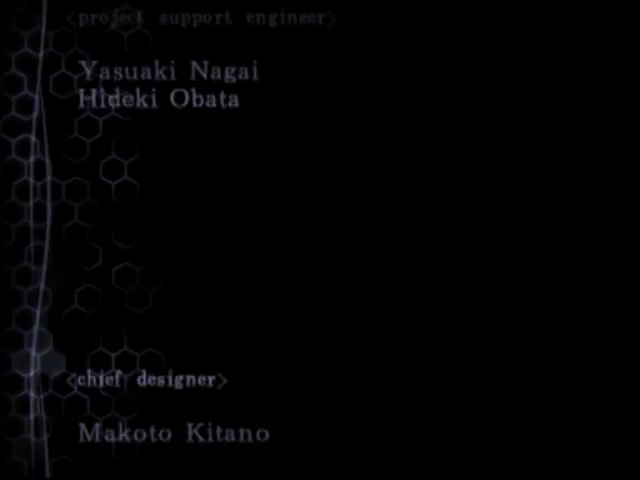 <project support engineer>
Yasuaki Nagai
Hideki Obata
<chief designer>
Makoto Kitano